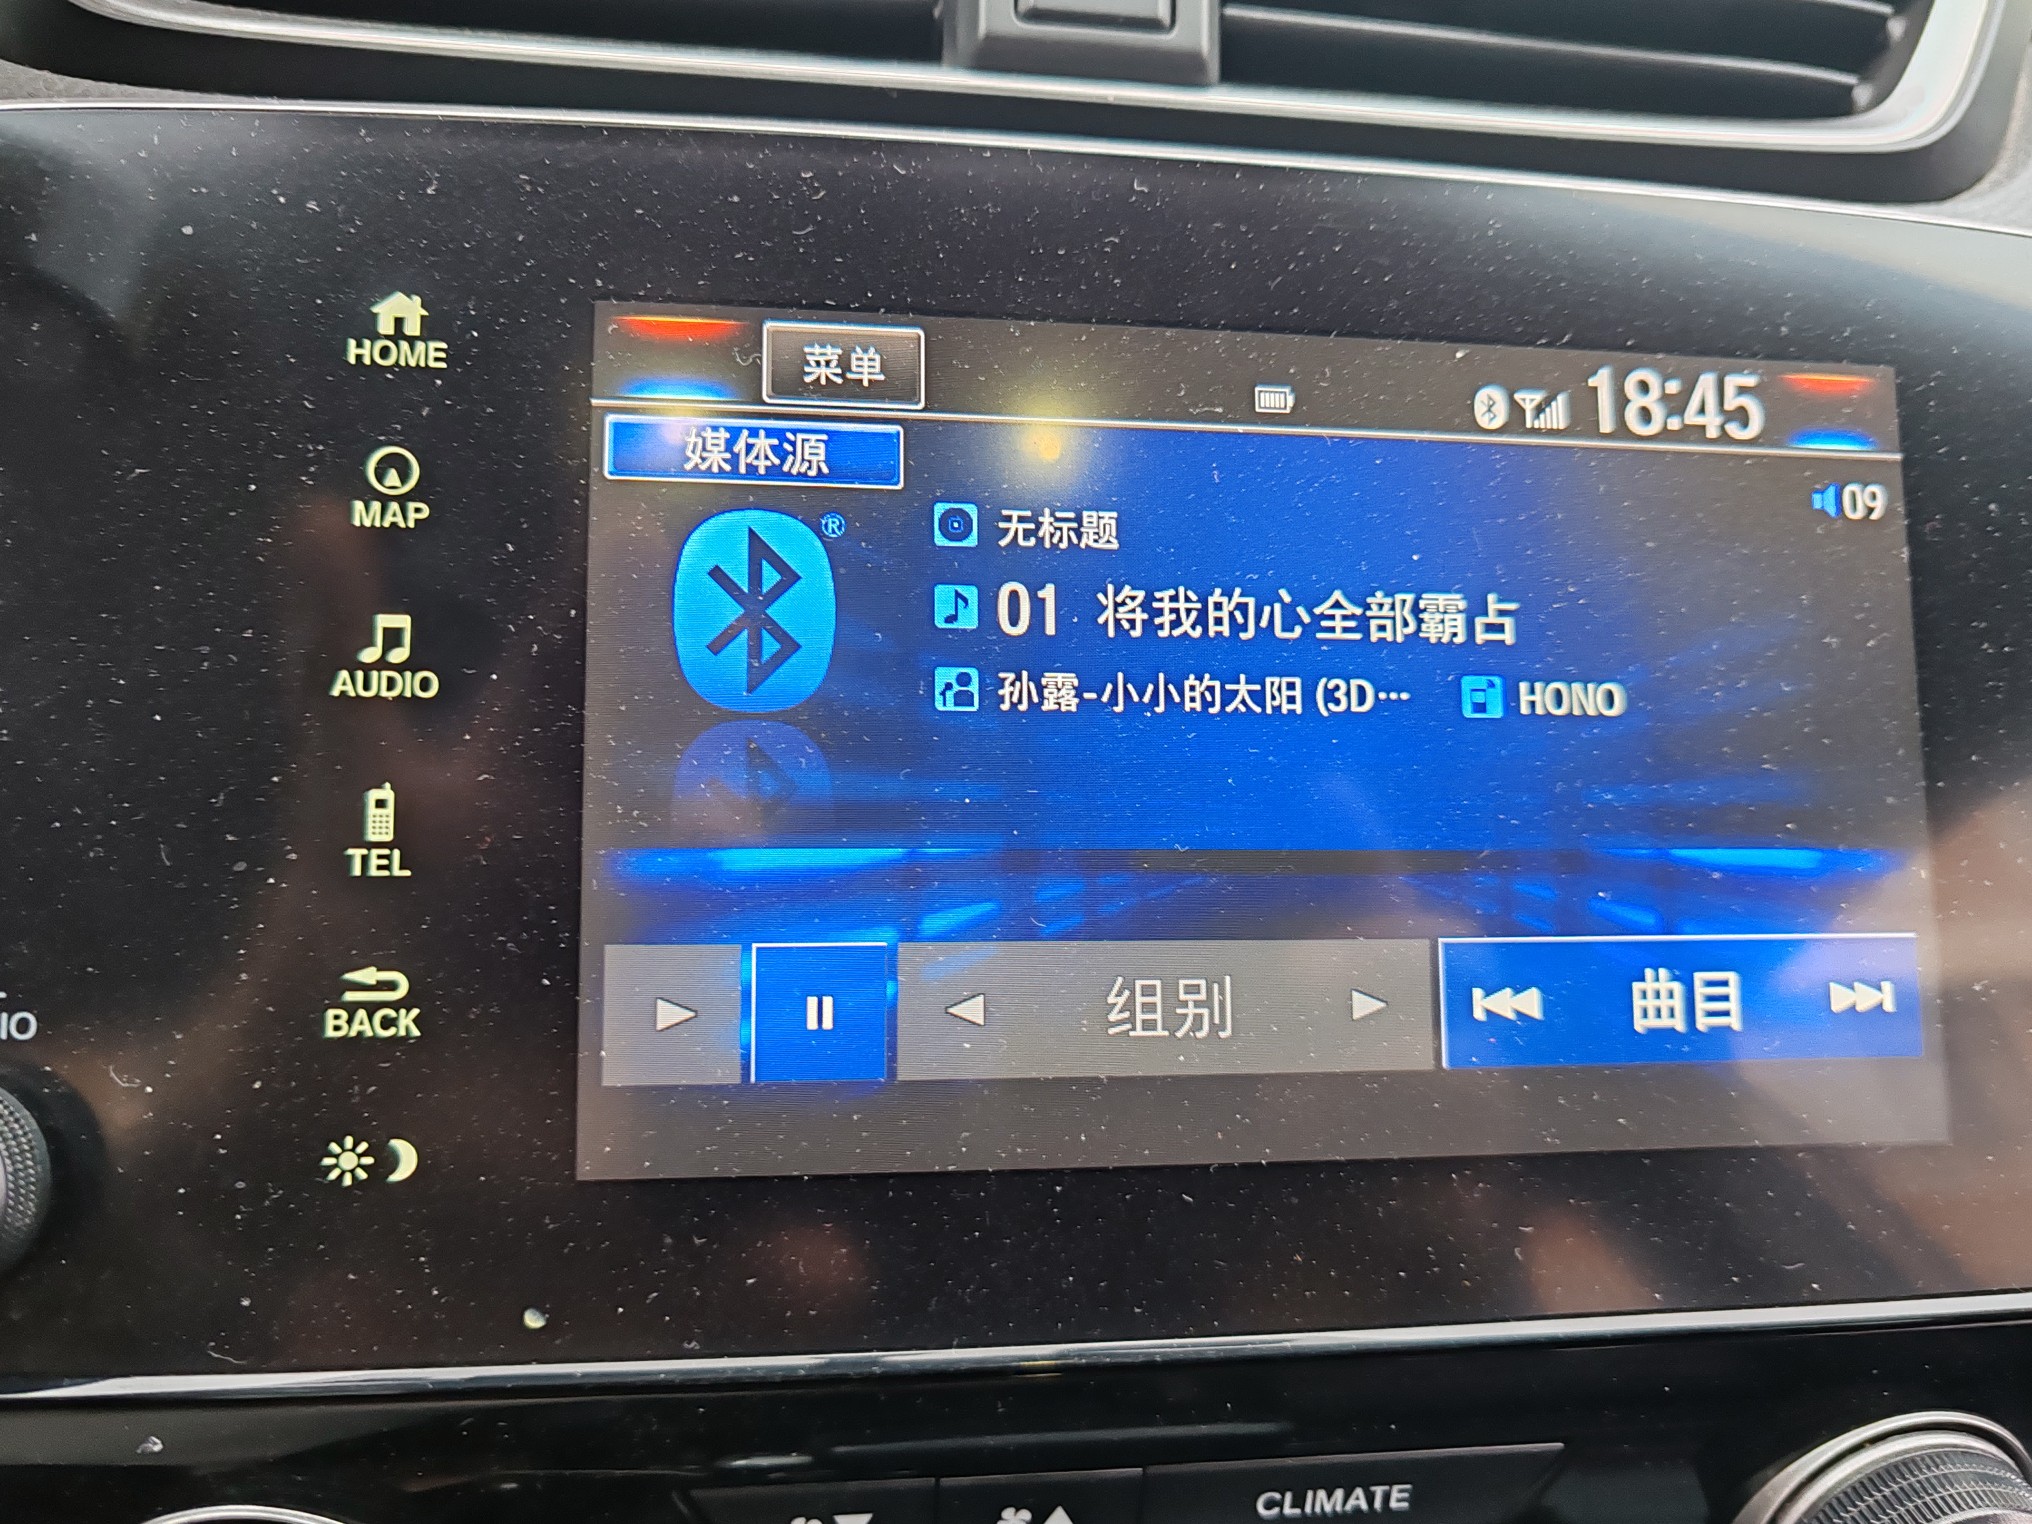 HOME
MAP
AUDIO
TEL
BACK
IO
菜单
18:45
媒体源
09
®
无标题
01 将我的心全部霸占
孙露-小小的太阳 (3D…
HONO
组别
曲目
CLIMATE